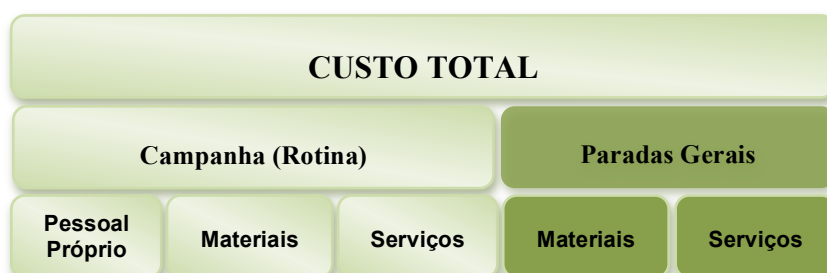 CUSTO TOTAL
Campanha (Rotina)
Paradas Gerais
Pessoal
Próprio
Materiais
Serviços
Materiais
Serviços